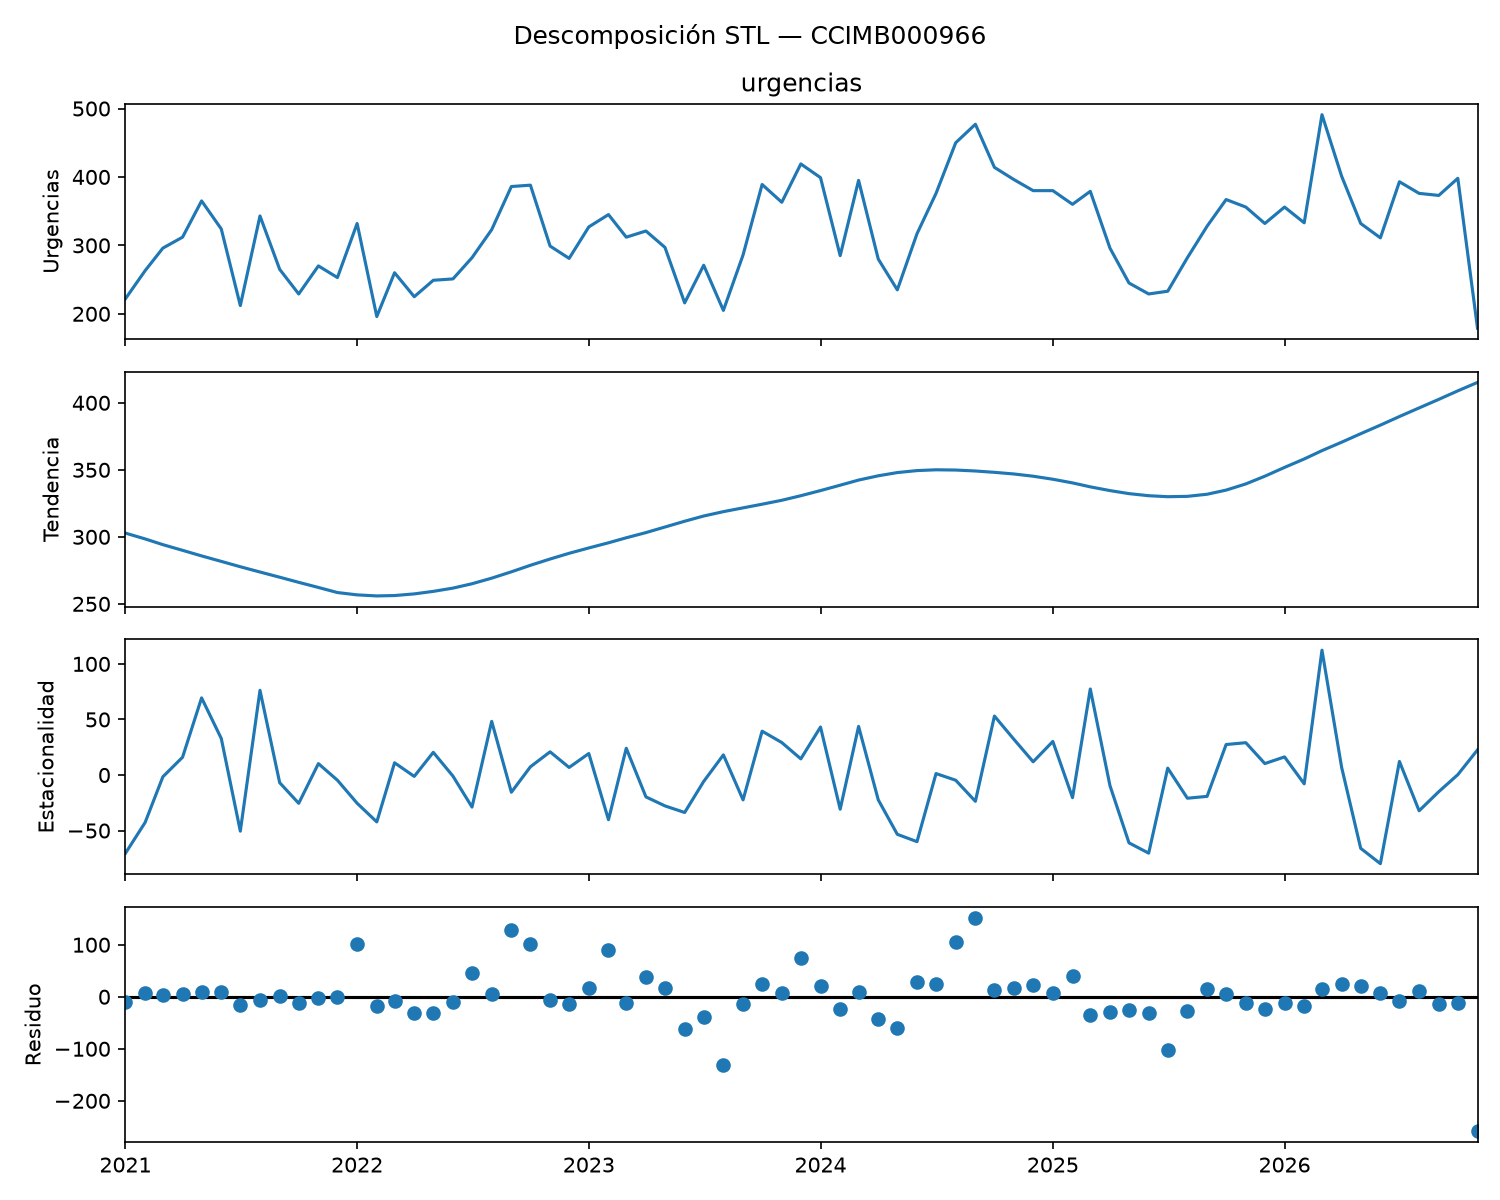 Descomposición STL — CCIMB000966
urgencias
Urgencias
500
400
300
200
Tendencia
400
350
300
250
Estacionalidad
100
50
0
−50
Residuo
100
0
−100
−200
2021 2022 2023 2024 2025 2026